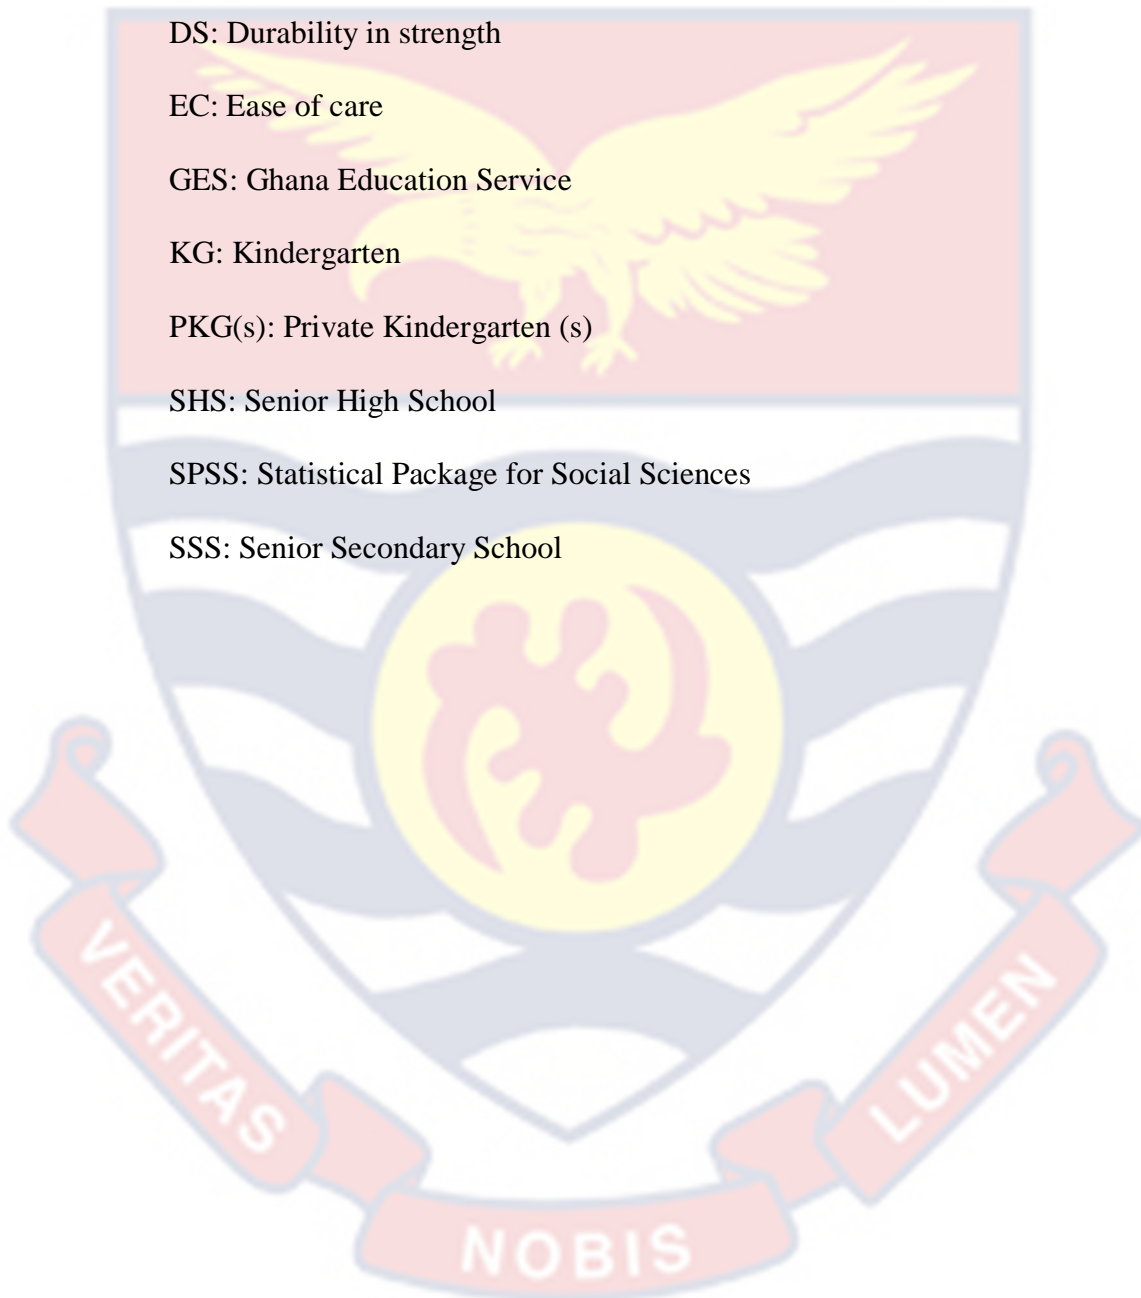 DS: Durability in strength
EC: Ease of care
GES: Ghana Education Service
KG: Kindergarten
PKG(s): Private Kindergarten (s)
SHS: Senior High School
SPSS: Statistical Package for Social Sciences
SSS: Senior Secondary School
VERITAS
NOBIS
LUMEN